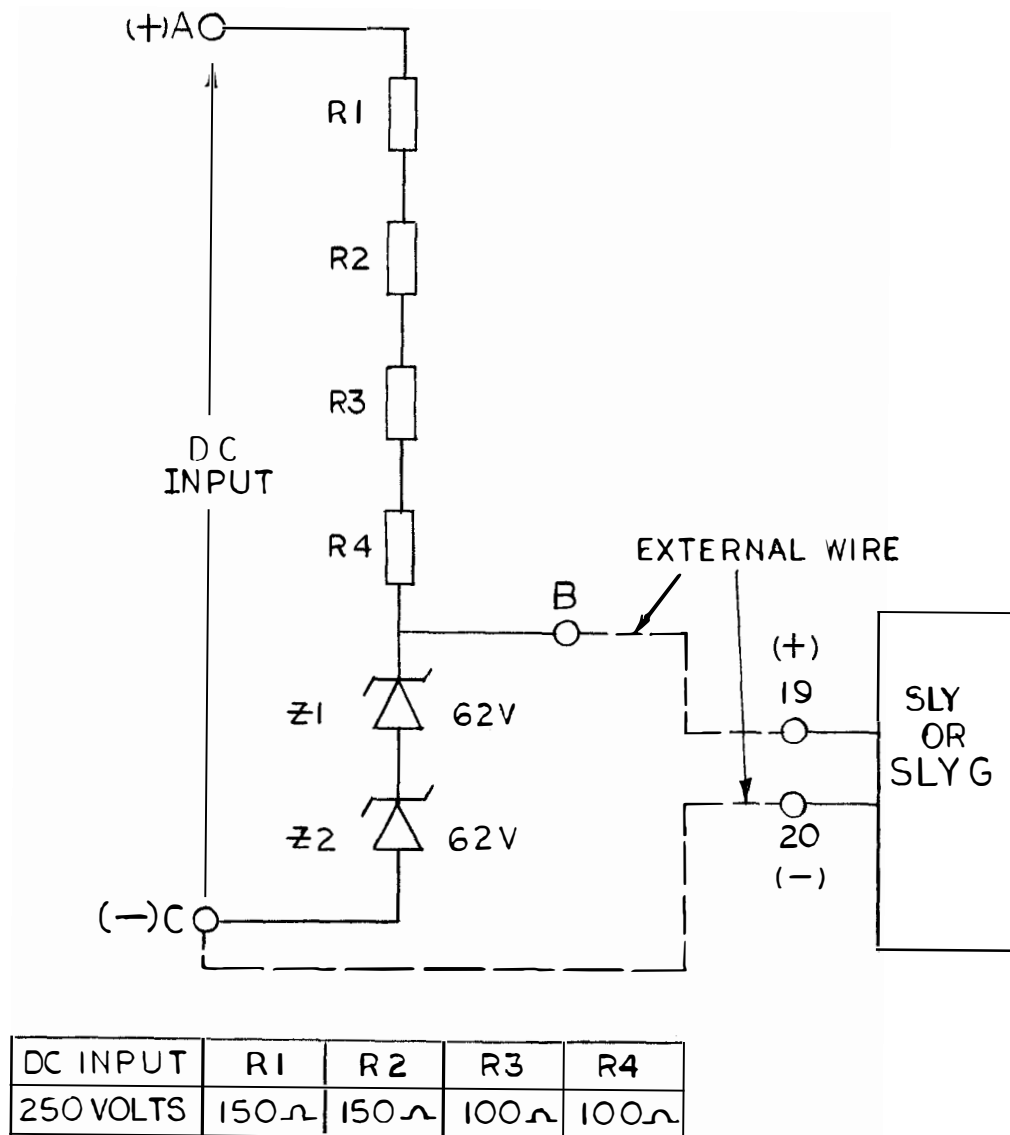 (+)A
R1
R2
R3
DC
INPUT
R4
EXTERNAL WIRE
B
(+)
19
SLY
OR
SLYG
Z1 62V
Z2 62V
20
(-)
(-)C
DC INPUT R1 R2 R3 R4
250 VOLTS 150Ω 150Ω 100Ω 100Ω